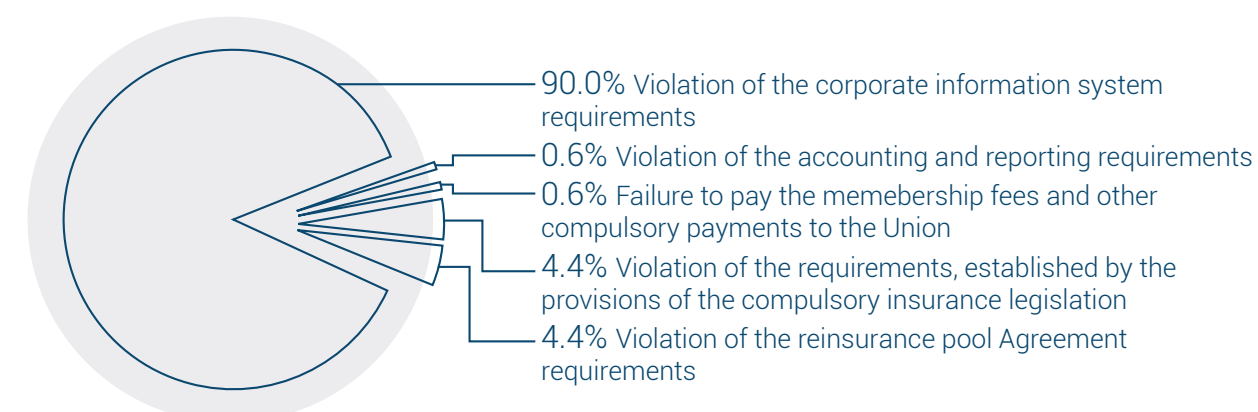 90.0% Violation of the corporate information system
requirements
0.6% Violation of the accounting and reporting requirements
0.6% Failure to pay the memebership fees and other
compulsory payments to the Union
4.4% Violation of the requirements, established by the
provisions of the compulsory insurance legislation
4.4% Violation of the reinsurance pool Agreement
requirements